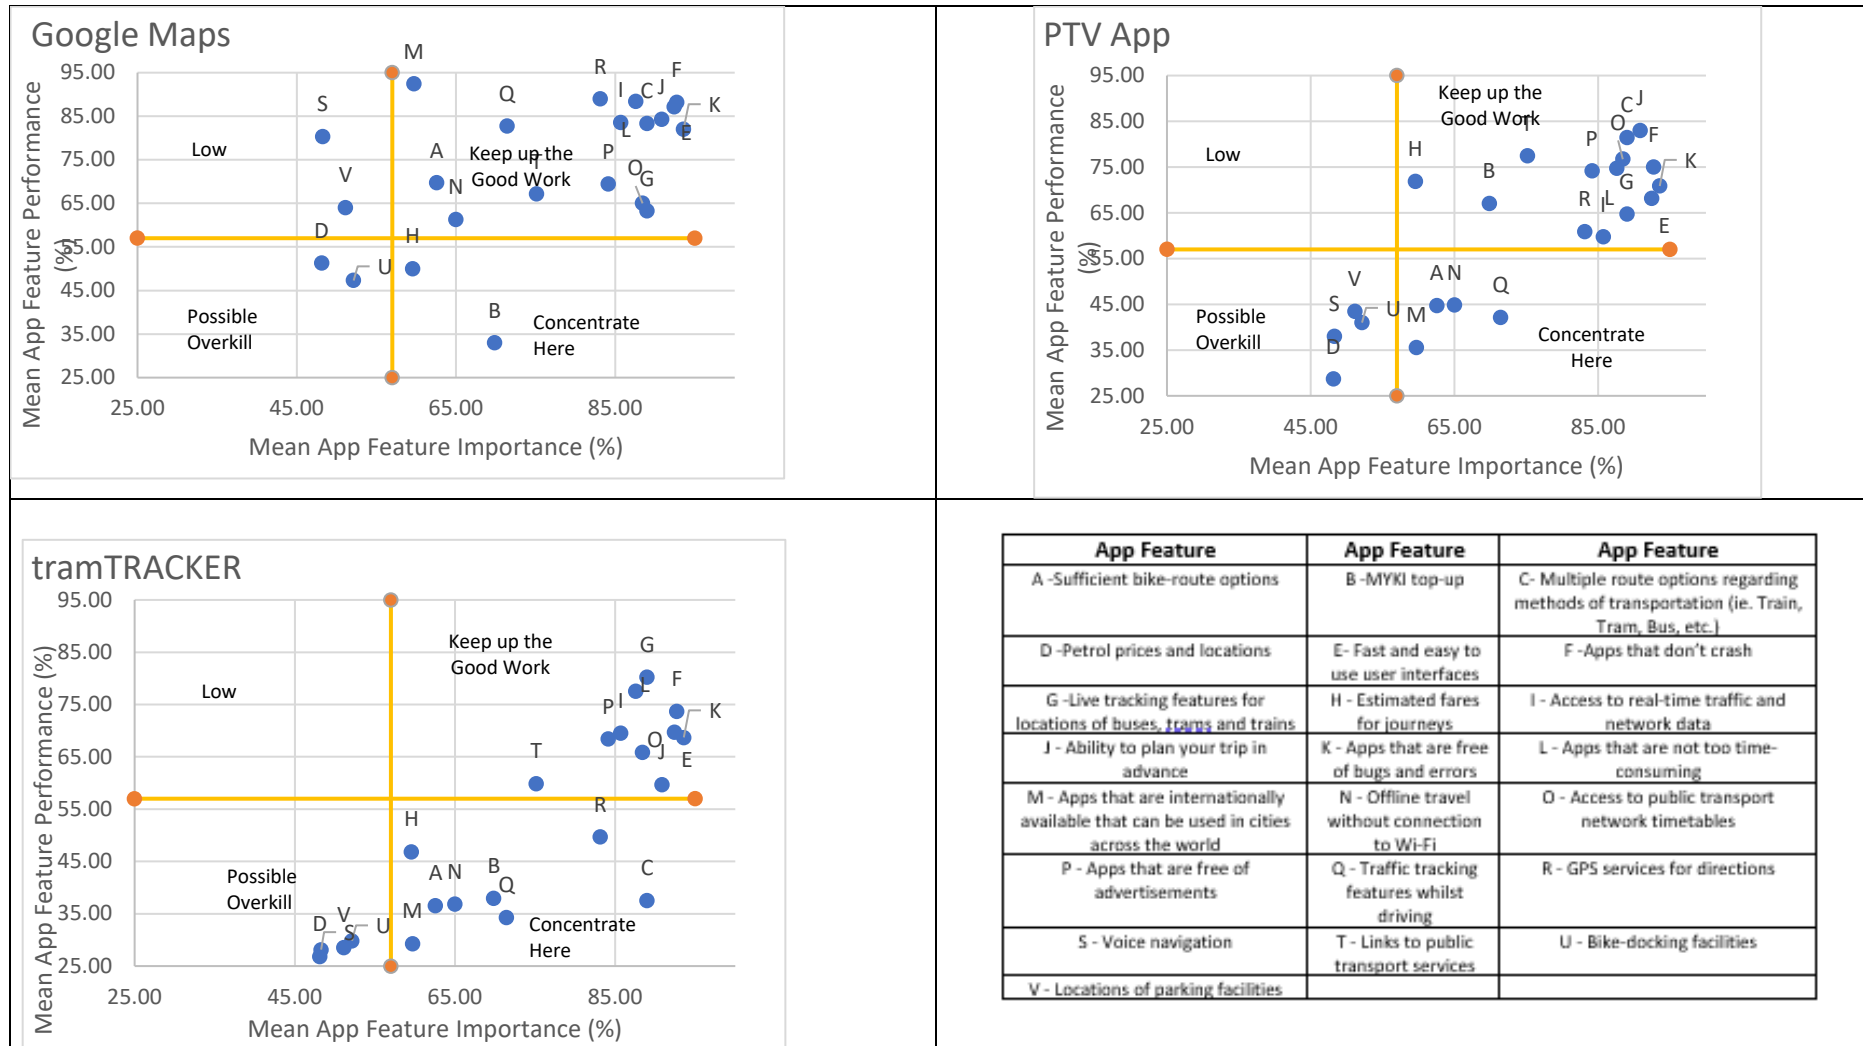 Google Maps
Mean App Feature Performance
(%)
95.00
85.00
75.00
65.00
55.00
45.00
35.00
25.00
25.00 45.00 65.00 85.00
Mean App Feature Importance (%)
Low
Keep up the
Good Work
Possible
Overkill
Concentrate
Here
M
R
F
I
C
J
K
S
Q
L
E
A
T
P
V
N
O
G
D
H
U
B
PTV App
Mean App Feature Performance
(%)
95.00
85.00
75.00
65.00
55.00
45.00
35.00
25.00
25.00 45.00 65.00 85.00
Mean App Feature Importance (%)
Low
Keep up the
Good Work
Possible
Overkill
Concentrate
Here
J
C
O
T
F
P
H
K
B
G
R
I
L
E
V
A
N
Q
S
U
M
D
tramTRACKER
Mean App Feature Performance (%)
95.00
85.00
75.00
65.00
55.00
45.00
35.00
25.00
25.00 45.00 65.00 85.00
Mean App Feature Importance (%)
Low
Keep up the
Good Work
Possible
Overkill
Concentrate
Here
G
L
F
P
I
K
O
J
T
E
R
H
A
N
B
C
Q
M
D
V
S
U
App Feature App Feature App Feature
A -Sufficient bike-route options
B -MYKI top-up
C- Multiple route options regarding
methods of transportation (ie. Train,
Tram, Bus, etc.)
D -Petrol prices and locations
E- Fast and easy to
use user interfaces
F -Apps that don't crash
G -Live tracking features for
locations of buses, trams and trains
H - Estimated fares
for journeys
I - Access to real-time traffic and
network data
J - Ability to plan your trip in
advance
K - Apps that are free
of bugs and errors
L - Apps that are not too time-
consuming
M - Apps that are internationally
available that can be used in cities
across the world
N - Offline travel
without connection
to Wi-Fi
O - Access to public transport
network timetables
P - Apps that are free of
advertisements
Q - Traffic tracking
features whilst
driving
R - GPS services for directions
S - Voice navigation
T - Links to public
transport services
U - Bike-docking facilities
V - Locations of parking facilities